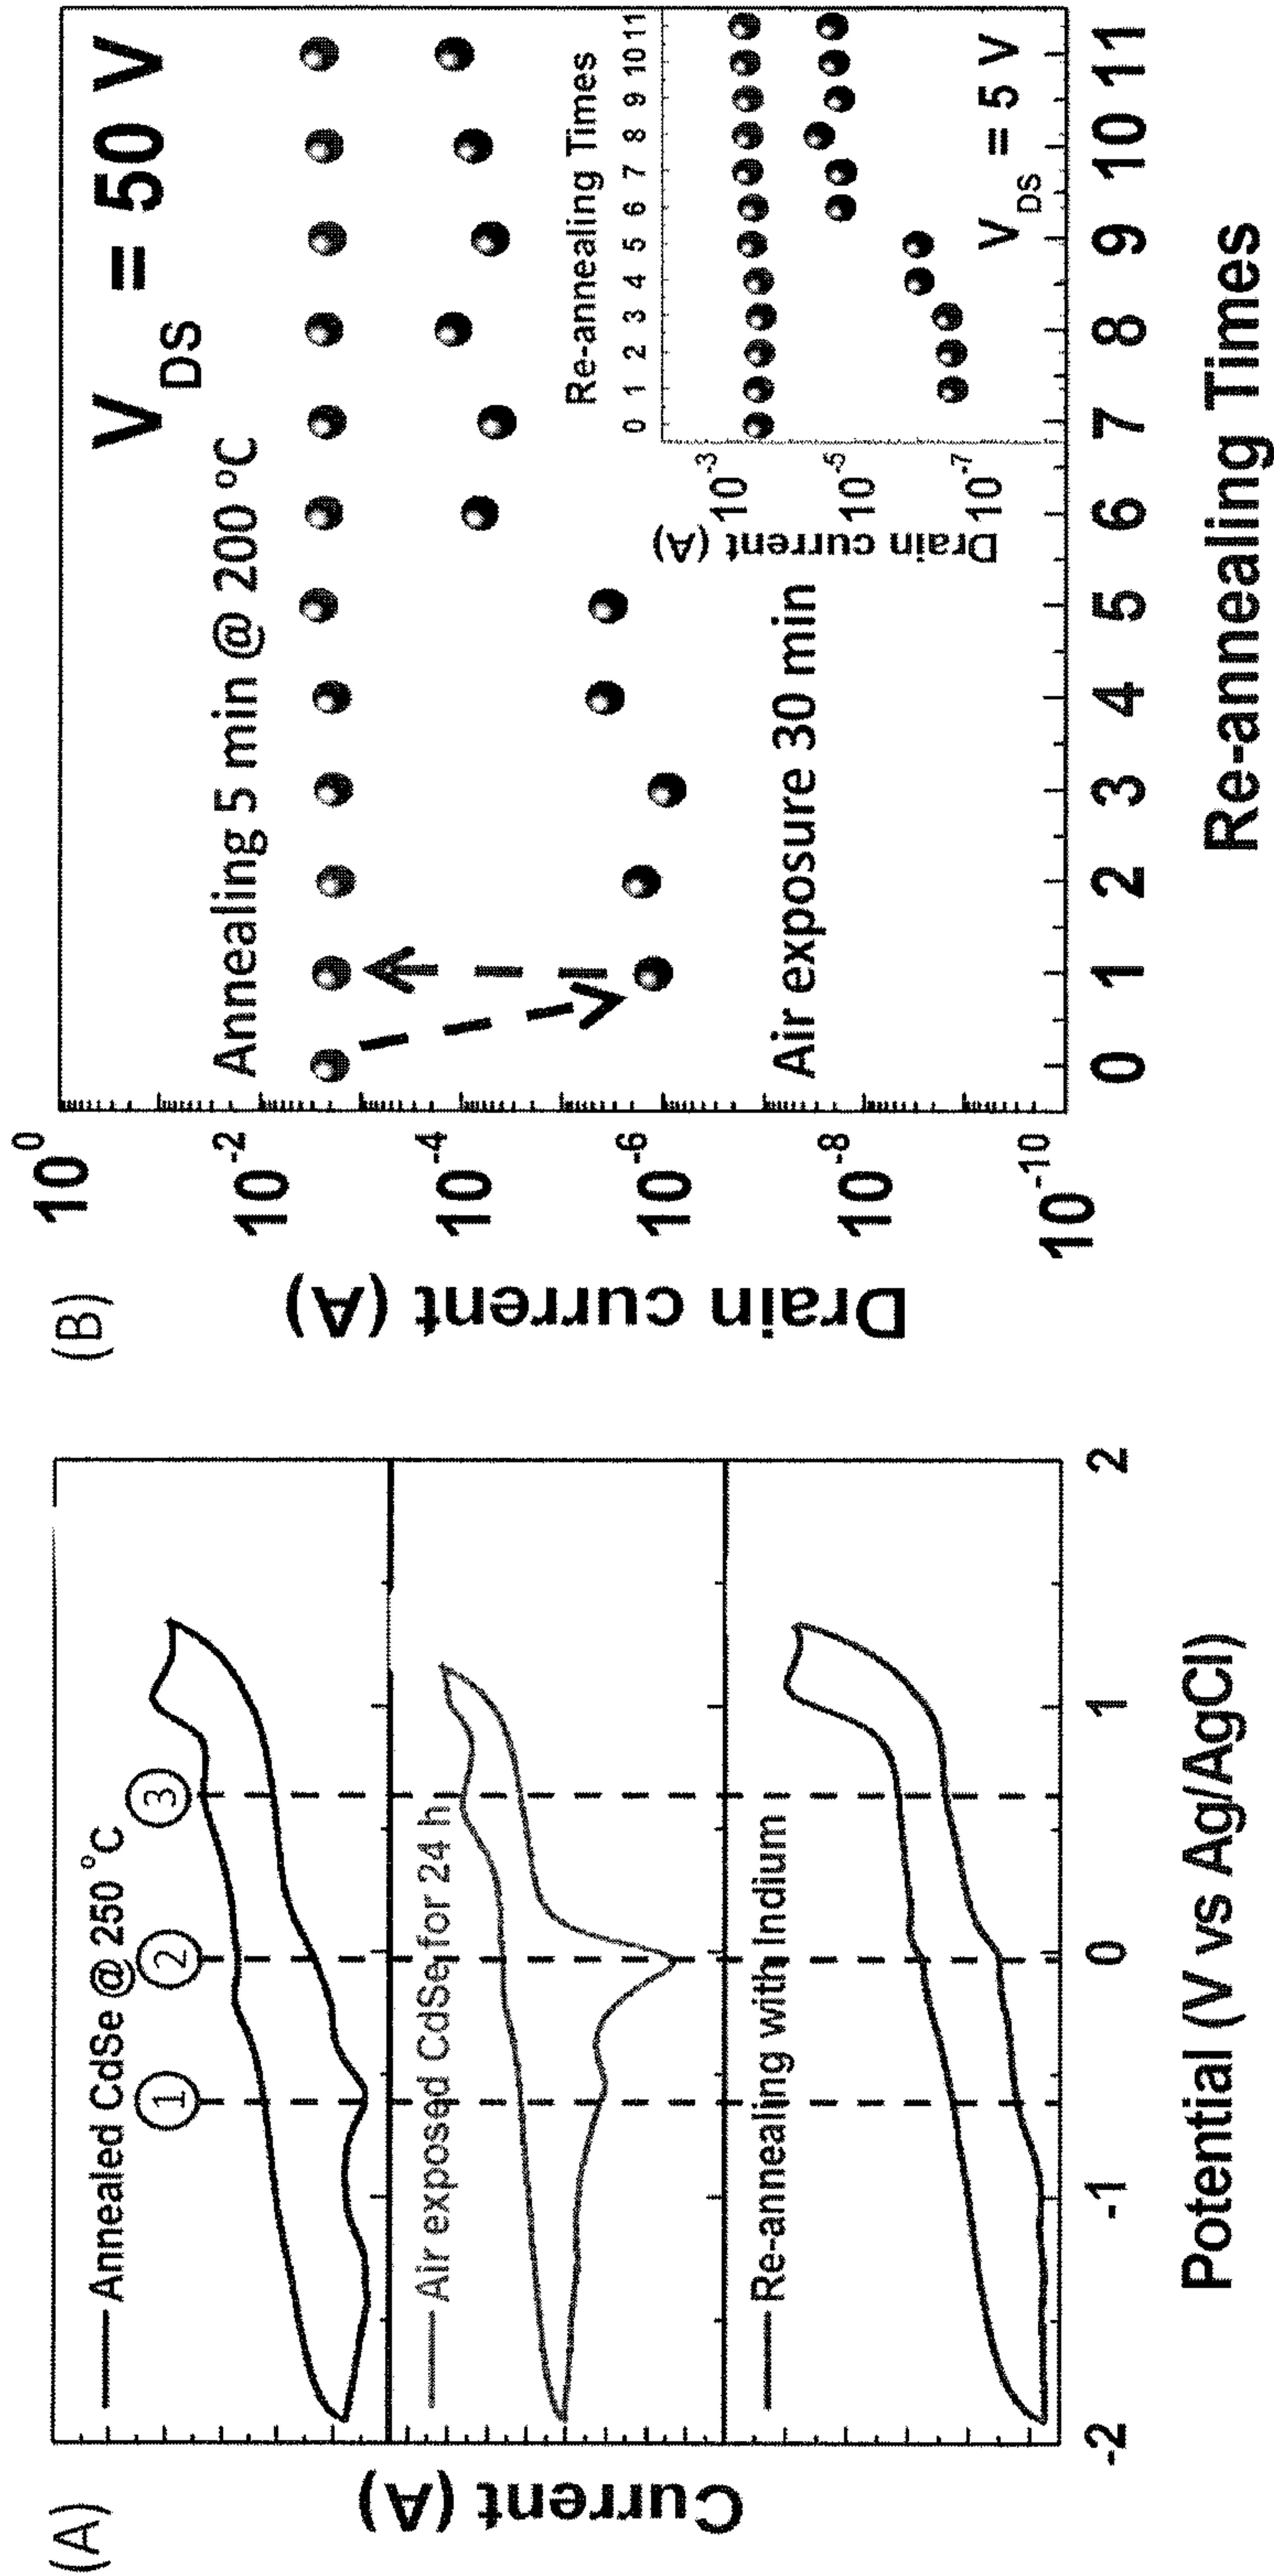 (A)
Current (A)
Annealed CdSe @ 250 °C
① ② ③
Air exposed CdSe for 24 h
Re-annealing with Indium
-2 -1 0 1 2
Potential (V vs Ag/AgCl)
(B)
Drain current (A)
10^0
10^-2
10^-4
10^-6
10^-8
10^-10
V_DS = 50 V
Annealing 5 min @ 200 °C
Air exposure 30 min
0 1 2 3 4 5 6 7 8 9 10 11
Re-annealing Times
Re-annealing Times
0 1 2 3 4 5 6 7 8 9 10 11
Drain current (A)
10^-3
10^-5
10^-7
V_DS = 5 V